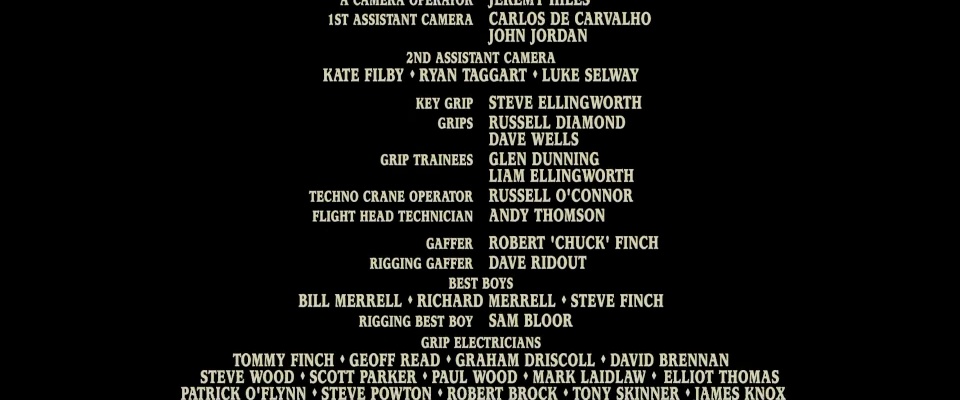 A CAMERA OPERATOR JEREMY HILES
1ST ASSISTANT CAMERA CARLOS DE CARVALHO
JOHN JORDAN
2ND ASSISTANT CAMERA
KATE FILBY ♦ RYAN TAGGART ♦ LUKE SELWAY
KEY GRIP STEVE ELLINGWORTH
GRIPS RUSSELL DIAMOND
DAVE WELLS
GRIP TRAINEES GLEN DUNNING
LIAM ELLINGWORTH
TECHNO CRANE OPERATOR RUSSELL O'CONNOR
FLIGHT HEAD TECHNICIAN ANDY THOMSON
GAFFER ROBERT 'CHUCK' FINCH
RIGGING GAFFER DAVE RIDOUT
BEST BOYS
BILL MERRELL ♦ RICHARD MERRELL ♦ STEVE FINCH
RIGGING BEST BOY SAM BLOOR
GRIP ELECTRICIANS
TOMMY FINCH ♦ GEOFF READ ♦ GRAHAM DRISCOLL ♦ DAVID BRENNAN
STEVE WOOD ♦ SCOTT PARKER ♦ PAUL WOOD ♦ MARK LAIDLAW ♦ ELLIOT THOMAS
PATRICK O'FLYNN ♦ STEVE POWTON ♦ ROBERT BROCK ♦ TONY SKINNER ♦ JAMES KNOX